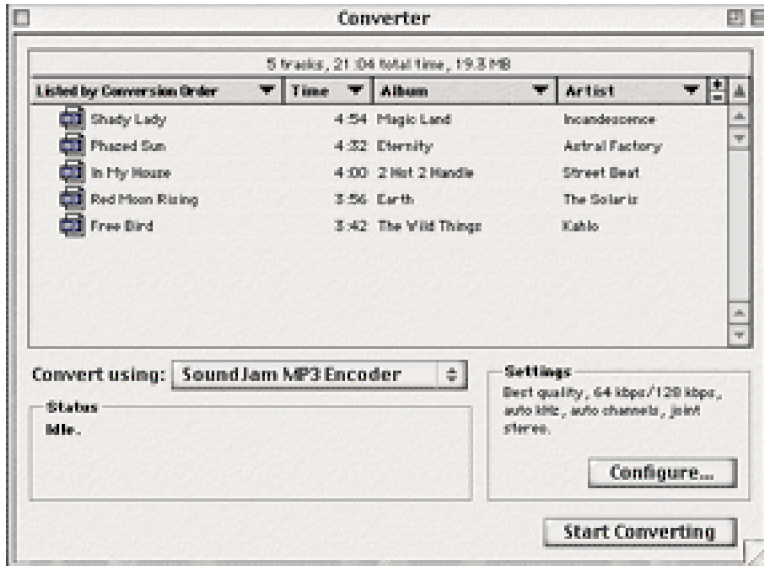 Converter
5 tracks, 21:04 total time, 19.3 MB
Listed by Conversion Order Time Album Artist
Shady Lady 4:54 Magic Land Incandescence
Phazed Sun 4:32 Eternity Astral Factory
In My House 4:00 2 Hot 2 Handle Street Beat
Red Moon Rising 3:56 Earth The Solaris
Free Bird 3:42 The Wild Things Kahlo
Convert using: SoundJam MP3 Encoder
Status
Idle.
Settings
Best quality, 64 kbps/128 kbps,
auto kHz, auto channels, joint
stereo.
Configure...
Start Converting